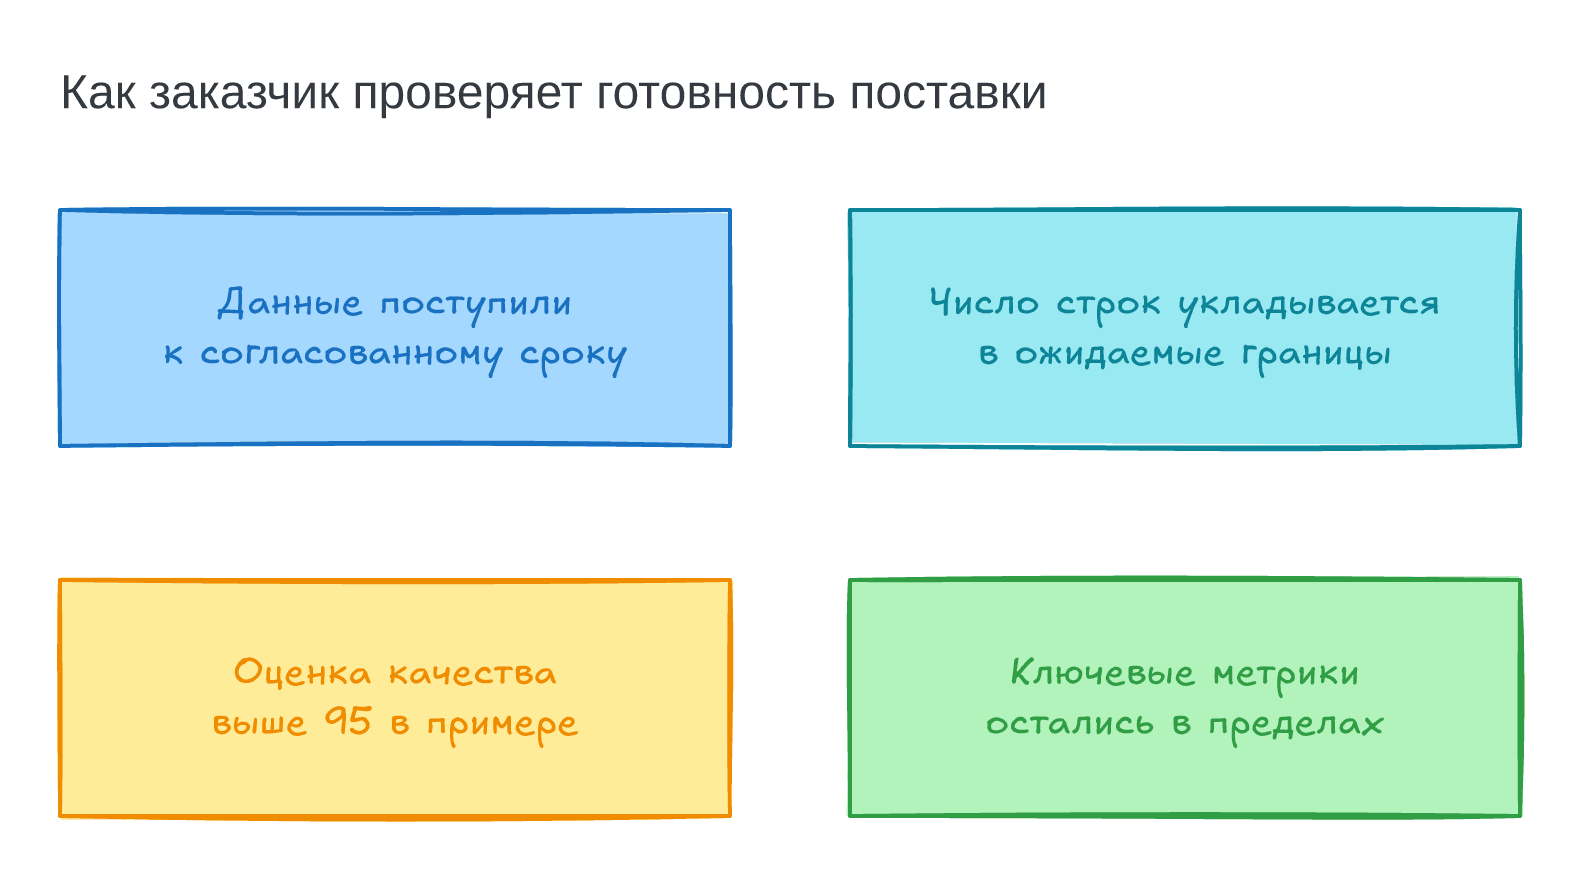 Как заказчик проверяет готовность поставки
Данные поступили
к согласованному сроку
Число строк укладывается
в ожидаемые границы
Оценка качества
выше 95 в примере
Ключевые метрики
остались в пределах